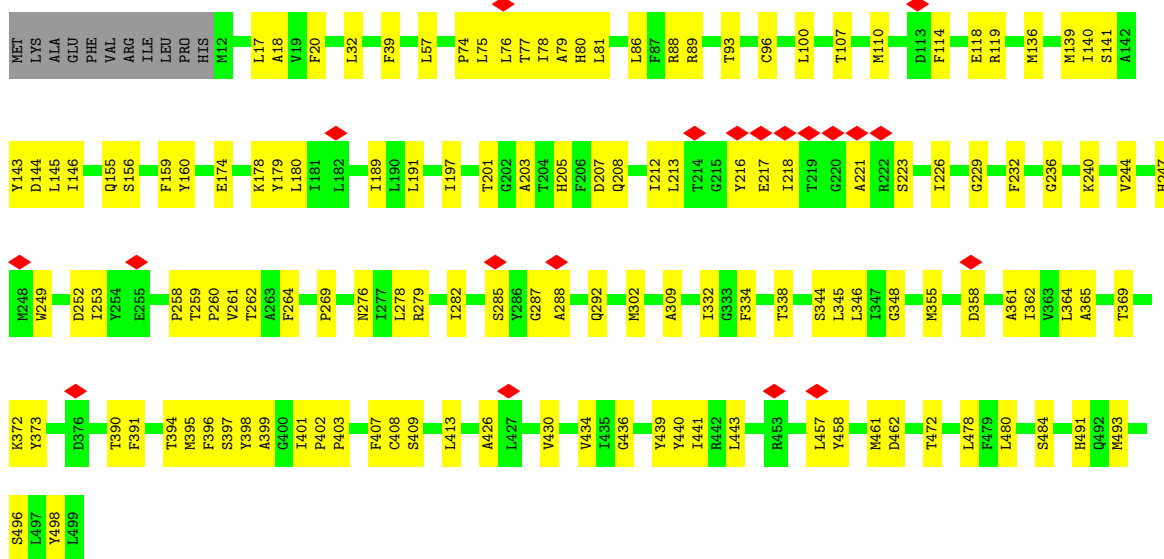 MET LYS ALA GLU PHE VAL ARG ILE LEU PRO HIS M12 L17 A18 V19 F20 L32 F39 L57 P74 L75 L76 T77 I78 A79 H80 L81 L86 F87 R88 R89 T93 C96 L100 T107 M110 D113 F114 E118 R119 M136 M139 I140 S141 A142
Y143 D144 L145 I146 Q155 S156 F159 Y160 E174 K178 Y179 L180 I181 L182 I189 L190 L191 I197 T201 G202 A203 T204 H205 F206 D207 Q208 I212 L213 T214 G215 Y216 E217 I218 T219 G220 A221 R222 S223 I226 G229 F232 G236 K240 V244 H247
M248 W249 D252 I253 Y254 E255 P258 T259 P260 V261 T262 A263 F264 P269 N276 I277 L278 R279 I282 S285 Y286 G287 A288 Q292 M302 A309 I332 G333 F334 T338 S344 L345 L346 I347 G348 M355 D358 A361 I362 V363 L364 A365 T369
K372 Y373 D376 T390 F391 T394 M395 F396 S397 Y398 A399 G400 I401 P402 P403 F407 C408 S409 L413 A426 L427 V430 V434 I435 G436 Y439 Y440 I441 R442 L443 R453 L457 Y458 M461 D462 T472 L478 F479 L480 S484 H491 Q492 M493
S496 L497 Y498 L499